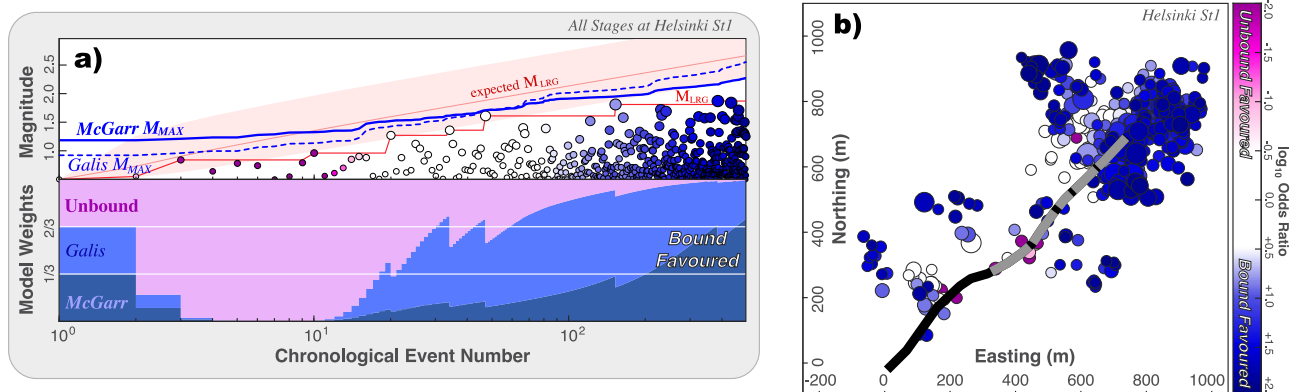 All Stages at Helsinki St1
a)
Magnitude
2.5
2.0
1.5
1.0
expected M_LRG
M_LRG
McGarr M_MAX
Galis M_MAX
Model Weights
2/3
1/3
Unbound
Galis
McGarr
Bound
Favoured
10^0
10^1
10^2
Chronological Event Number
b)
Helsinki St1
Northing (m)
1000
800
600
400
200
0
Easting (m)
-200
0
200
400
600
800
1000
-2.0
-1.5
-1.0
-0.5
0.0
+0.5
+1.0
+1.5
Unbound Favoured
Bound Favoured
log10 Odds Ratio